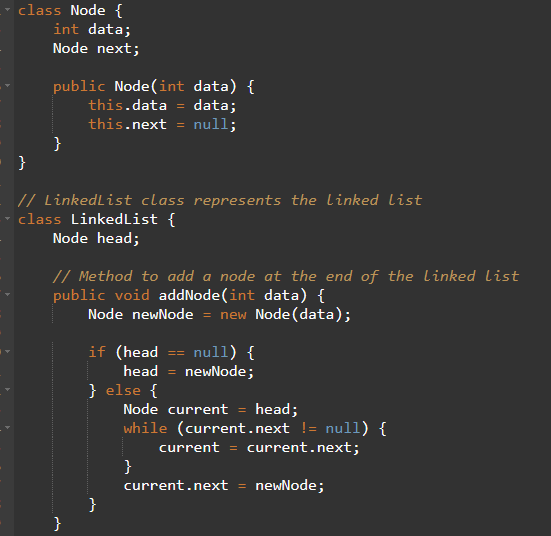 class Node {
    int data;
    Node next;

    public Node(int data) {
        this.data = data;
        this.next = null;
    }
}

// LinkedList class represents the linked list
class LinkedList {
    Node head;

    // Method to add a node at the end of the linked list
    public void addNode(int data) {
        Node newNode = new Node(data);

        if (head == null) {
            head = newNode;
        } else {
            Node current = head;
            while (current.next != null) {
                current = current.next;
            }
            current.next = newNode;
        }
    }